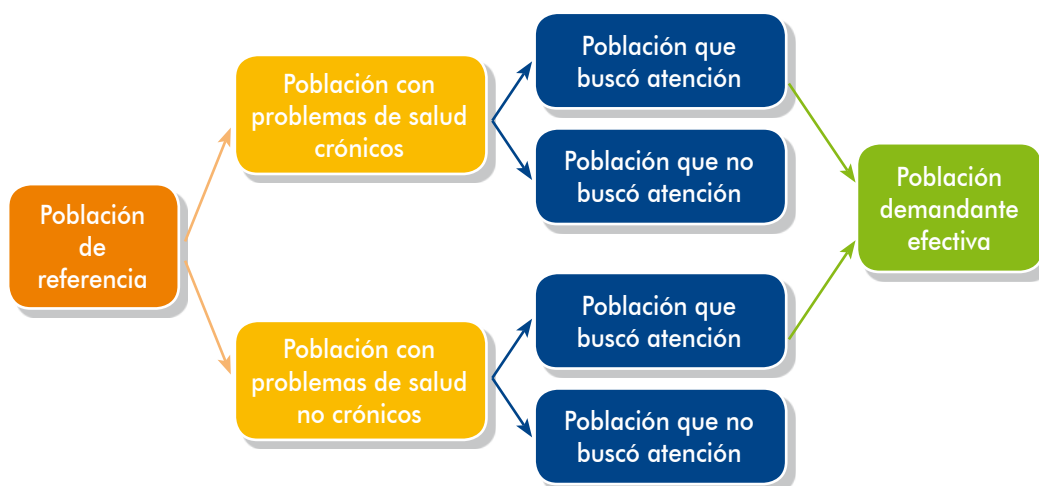 Población
de
referencia
Población con
problemas de salud
crónicos
Población con
problemas de salud
no crónicos
Población que
buscó atención
Población que no
buscó atención
Población que
buscó atención
Población que no
buscó atención
Población
demandante
efectiva